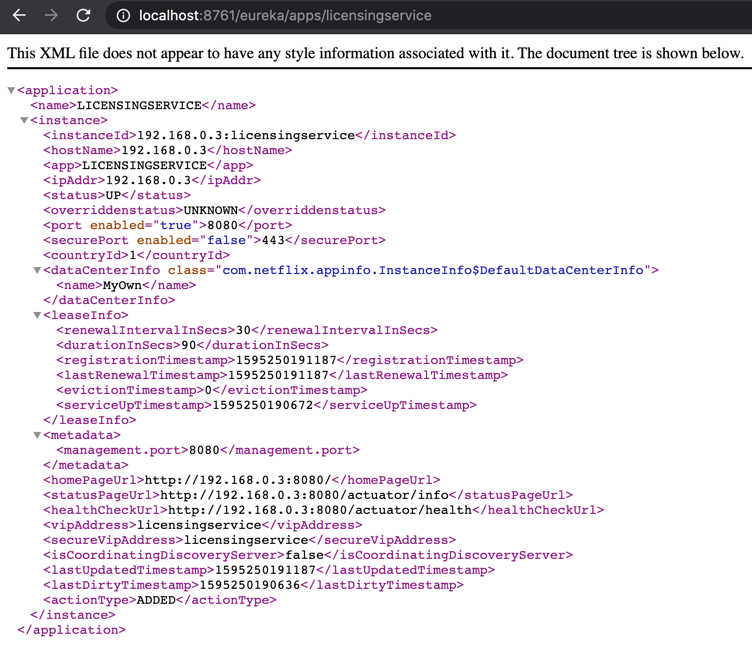 localhost:8761/eureka/apps/licensingservice
This XML file does not appear to have any style information associated with it. The document tree is shown below.
▼<application>
<name>LICENSINGSERVICE</name>
▼<instance>
<instanceId>192.168.0.3:licensingservice</instanceId>
<hostName>192.168.0.3</hostName>
<app>LICENSINGSERVICE</app>
<ipAddr>192.168.0.3</ipAddr>
<status>UP</status>
<overriddenstatus>UNKNOWN</overriddenstatus>
<port enabled="true">8080</port>
<securePort enabled="false">443</securePort>
<countryId>1</countryId>
▼<dataCenterInfo class="com.netflix.appinfo.InstanceInfo$DefaultDataCenterInfo">
<name>MyOwn</name>
</dataCenterInfo>
▼<leaseInfo>
<renewalIntervalInSecs>30</renewalIntervalInSecs>
<durationInSecs>90</durationInSecs>
<registrationTimestamp>1595250191187</registrationTimestamp>
<lastRenewalTimestamp>1595250191187</lastRenewalTimestamp>
<evictionTimestamp>0</evictionTimestamp>
<serviceUpTimestamp>1595250190672</serviceUpTimestamp>
</leaseInfo>
▼<metadata>
<management.port>8080</management.port>
</metadata>
<homePageUrl>http://192.168.0.3:8080/</homePageUrl>
<statusPageUrl>http://192.168.0.3:8080/actuator/info</statusPageUrl>
<healthCheckUrl>http://192.168.0.3:8080/actuator/health</healthCheckUrl>
<vipAddress>licensingservice</vipAddress>
<secureVipAddress>licensingservice</secureVipAddress>
<isCoordinatingDiscoveryServer>false</isCoordinatingDiscoveryServer>
<lastUpdatedTimestamp>1595250191187</lastUpdatedTimestamp>
<lastDirtyTimestamp>1595250190636</lastDirtyTimestamp>
<actionType>ADDED</actionType>
</instance>
</application>